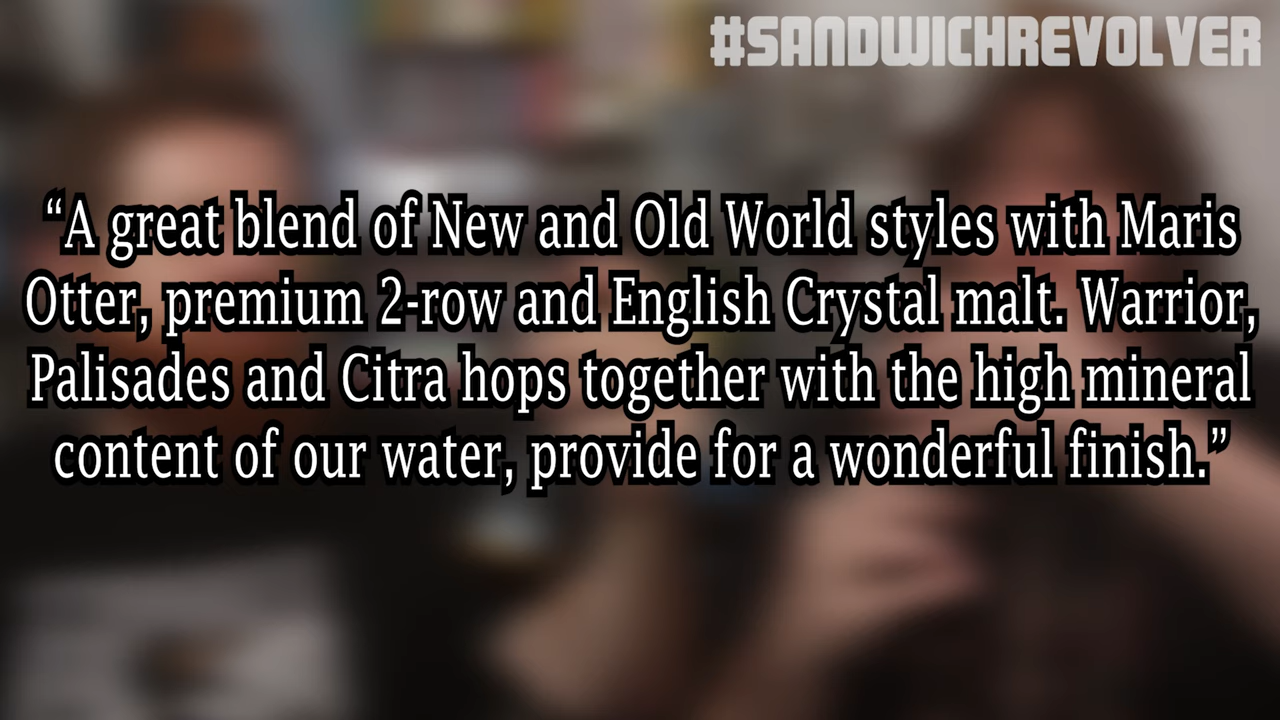 #SANDWICHREVOLVER
“A great blend of New and Old World styles with Maris
Otter, premium 2-row and English Crystal malt. Warrior,
Palisades and Citra hops together with the high mineral
content of our water, provide for a wonderful finish.”